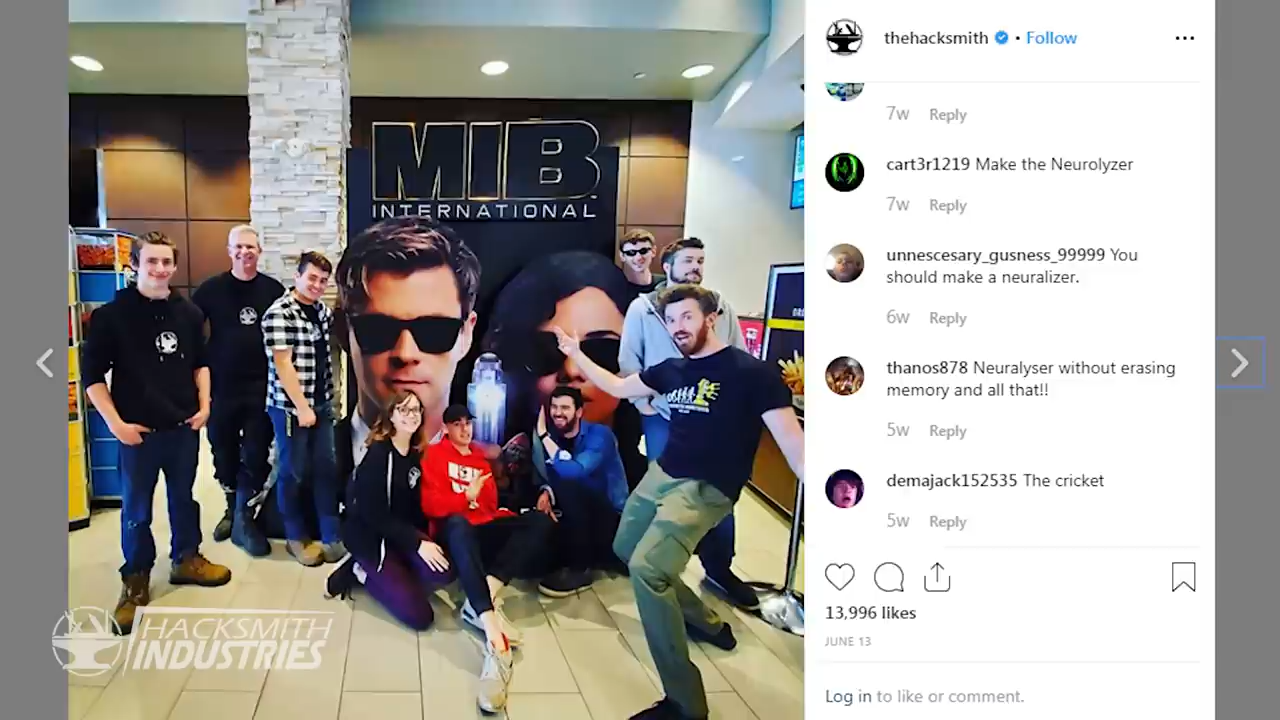 MIB
INTERNATIONAL
HACKSMITH
INDUSTRIES
thehacksmith • Follow
7w Reply
cart3r1219 Make the Neurolyzer
7w Reply
unnescesary_gusness_99999 You
should make a neuralizer.
6w Reply
thanos878 Neuralyser without erasing
memory and all that!!
5w Reply
demajack152535 The cricket
5w Reply
13,996 likes
JUNE 13
Log in to like or comment.